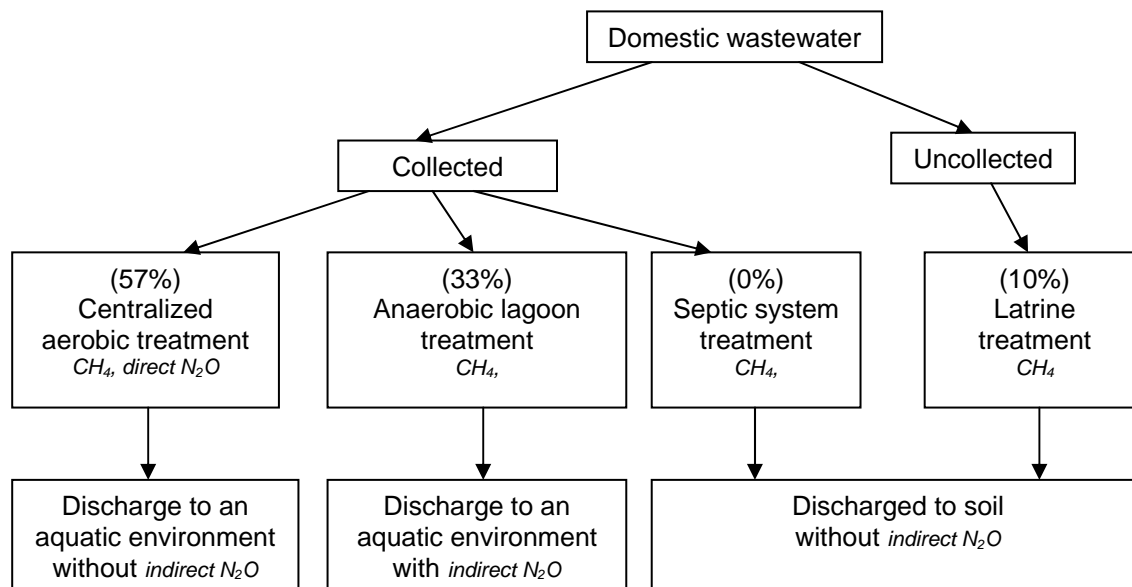 Domestic wastewater
Collected
Uncollected
(57%)
Centralized
aerobic treatment
CH₄, direct N₂O
(33%)
Anaerobic lagoon
treatment
CH₄,
(0%)
Septic system
treatment
CH₄,
(10%)
Latrine
treatment
CH₄
Discharge to an
aquatic environment
without indirect N₂O
Discharge to an
aquatic environment
with indirect N₂O
Discharged to soil
without indirect N₂O